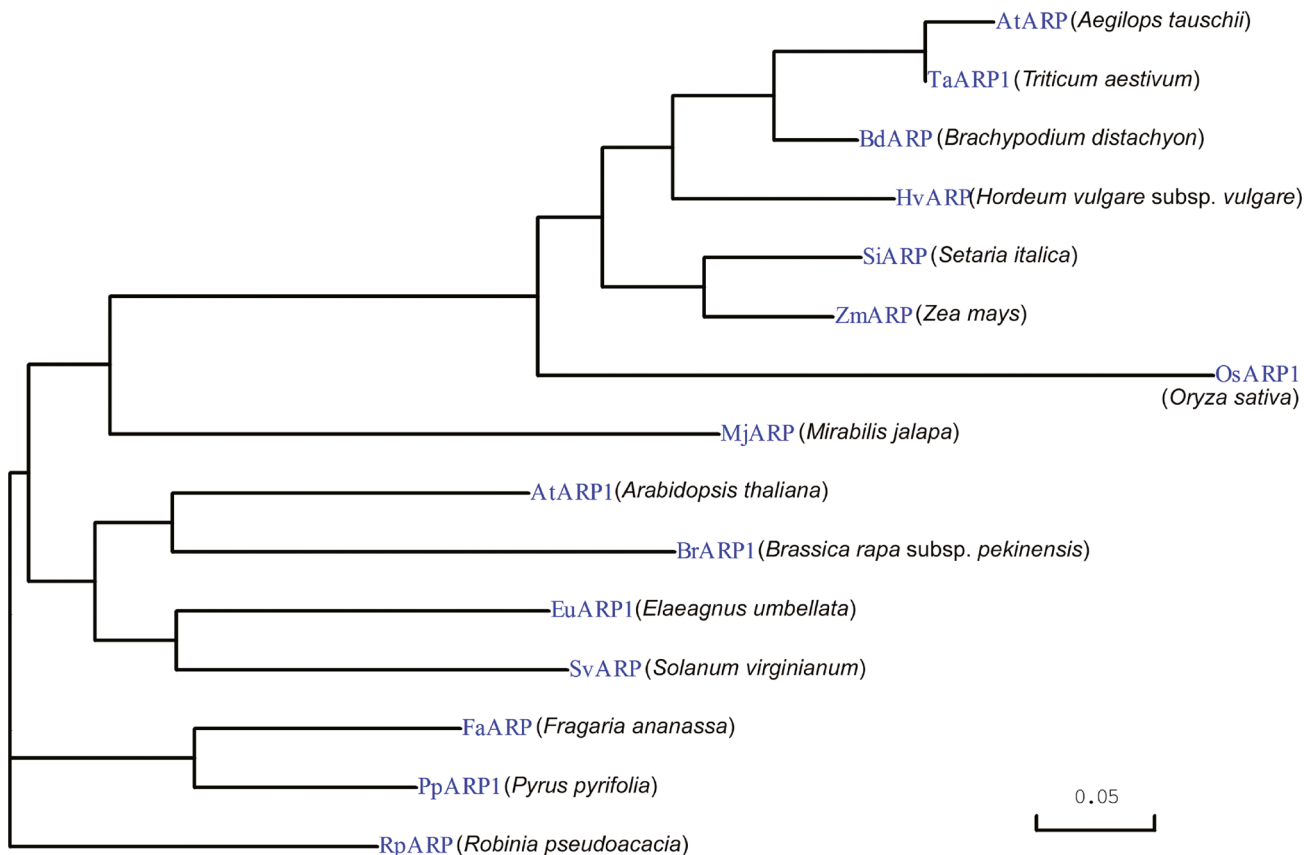 AtARP (Aegilops tauschii)
TaARP1 (Triticum aestivum)
BdARP (Brachypodium distachyon)
HvARP(Hordeum vulgare subsp. vulgare)
SiARP (Setaria italica)
ZmARP (Zea mays)
OsARP1
(Oryza sativa)
MjARP (Mirabilis jalapa)
AtARP1(Arabidopsis thaliana)
BrARP1 (Brassica rapa subsp. pekinensis)
EuARP1(Elaeagnus umbellata)
SvARP (Solanum virginianum)
FaARP (Fragaria ananassa)
PpARP1 (Pyrus pyrifolia)
0.05
RpARP (Robinia pseudoacacia)